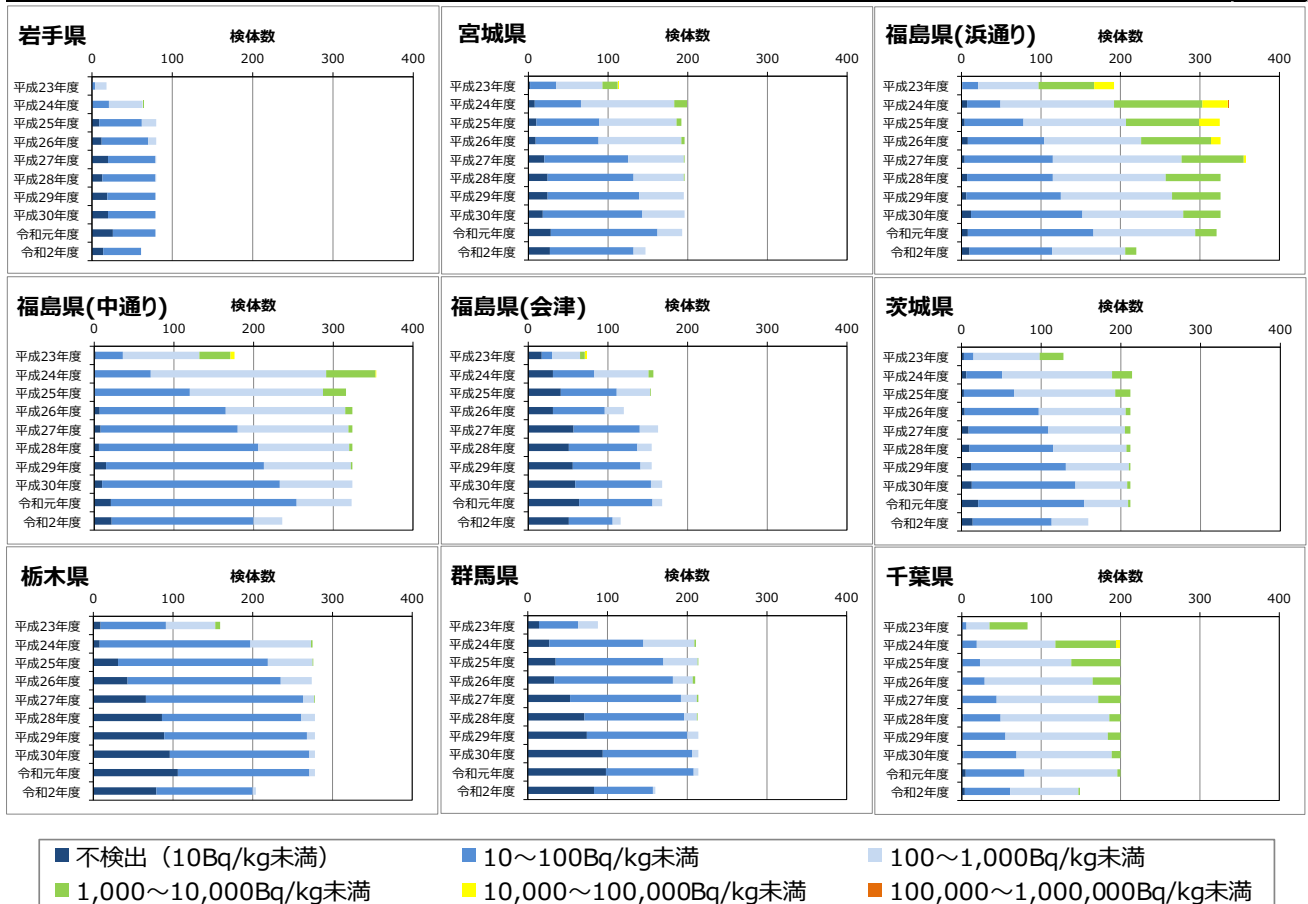 岩手県
検体数
0 100 200 300 400
平成23年度
平成24年度
平成25年度
平成26年度
平成27年度
平成28年度
平成29年度
平成30年度
令和元年度
令和2年度
宮城県
検体数
0 100 200 300 400
平成23年度
平成24年度
平成25年度
平成26年度
平成27年度
平成28年度
平成29年度
平成30年度
令和元年度
令和2年度
福島県(浜通り)
検体数
0 100 200 300 400
平成23年度
平成24年度
平成25年度
平成26年度
平成27年度
平成28年度
平成29年度
平成30年度
令和元年度
令和2年度
福島県(中通り)
検体数
0 100 200 300 400
平成23年度
平成24年度
平成25年度
平成26年度
平成27年度
平成28年度
平成29年度
平成30年度
令和元年度
令和2年度
福島県(会津)
検体数
0 100 200 300 400
平成23年度
平成24年度
平成25年度
平成26年度
平成27年度
平成28年度
平成29年度
平成30年度
令和元年度
令和2年度
茨城県
検体数
0 100 200 300 400
平成23年度
平成24年度
平成25年度
平成26年度
平成27年度
平成28年度
平成29年度
平成30年度
令和元年度
令和2年度
栃木県
検体数
0 100 200 300 400
平成23年度
平成24年度
平成25年度
平成26年度
平成27年度
平成28年度
平成29年度
平成30年度
令和元年度
令和2年度
群馬県
検体数
0 100 200 300 400
平成23年度
平成24年度
平成25年度
平成26年度
平成27年度
平成28年度
平成29年度
平成30年度
令和元年度
令和2年度
千葉県
検体数
0 100 200 300 400
平成23年度
平成24年度
平成25年度
平成26年度
平成27年度
平成28年度
平成29年度
平成30年度
令和元年度
令和2年度
不検出（10Bq/kg未満） 10～100Bq/kg未満 100～1,000Bq/kg未満
1,000～10,000Bq/kg未満 10,000～100,000Bq/kg未満 100,000～1,000,000Bq/kg未満